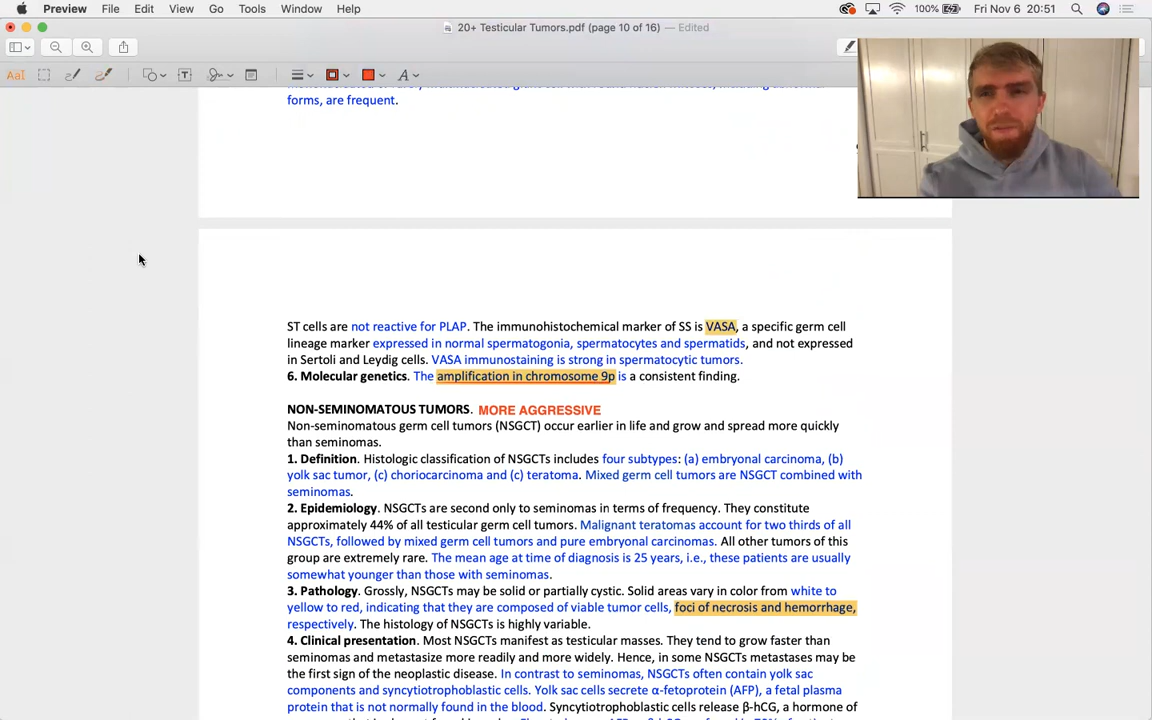 Preview File Edit View Go Tools Window Help 100% Fri Nov 6 20:51
20+ Testicular Tumors.pdf (page 10 of 16) — Edited
forms, are frequent.
ST cells are not reactive for PLAP. The immunohistochemical marker of SS is VASA, a specific germ cell
lineage marker expressed in normal spermatogonia, spermatocytes and spermatids, and not expressed
in Sertoli and Leydig cells. VASA immunostaining is strong in spermatocytic tumors.
6. Molecular genetics. The amplification in chromosome 9p is a consistent finding.
NON-SEMINOMATOUS TUMORS. MORE AGGRESSIVE
Non-seminomatous germ cell tumors (NSGCT) occur earlier in life and grow and spread more quickly
than seminomas.
1. Definition. Histologic classification of NSGCTs includes four subtypes: (a) embryonal carcinoma, (b)
yolk sac tumor, (c) choriocarcinoma and (c) teratoma. Mixed germ cell tumors are NSGCT combined with
seminomas.
2. Epidemiology. NSGCTs are second only to seminomas in terms of frequency. They constitute
approximately 44% of all testicular germ cell tumors. Malignant teratomas account for two thirds of all
NSGCTs, followed by mixed germ cell tumors and pure embryonal carcinomas. All other tumors of this
group are extremely rare. The mean age at time of diagnosis is 25 years, i.e., these patients are usually
somewhat younger than those with seminomas.
3. Pathology. Grossly, NSGCTs may be solid or partially cystic. Solid areas vary in color from white to
yellow to red, indicating that they are composed of viable tumor cells, foci of necrosis and hemorrhage,
respectively. The histology of NSGCTs is highly variable.
4. Clinical presentation. Most NSGCTs manifest as testicular masses. They tend to grow faster than
seminomas and metastasize more readily and more widely. Hence, in some NSGCTs metastases may be
the first sign of the neoplastic disease. In contrast to seminomas, NSGCTs often contain yolk sac
components and syncytiotrophoblastic cells. Yolk sac cells secrete α-fetoprotein (AFP), a fetal plasma
protein that is not normally found in the blood. Syncytiotrophoblastic cells release β-hCG, a hormone of